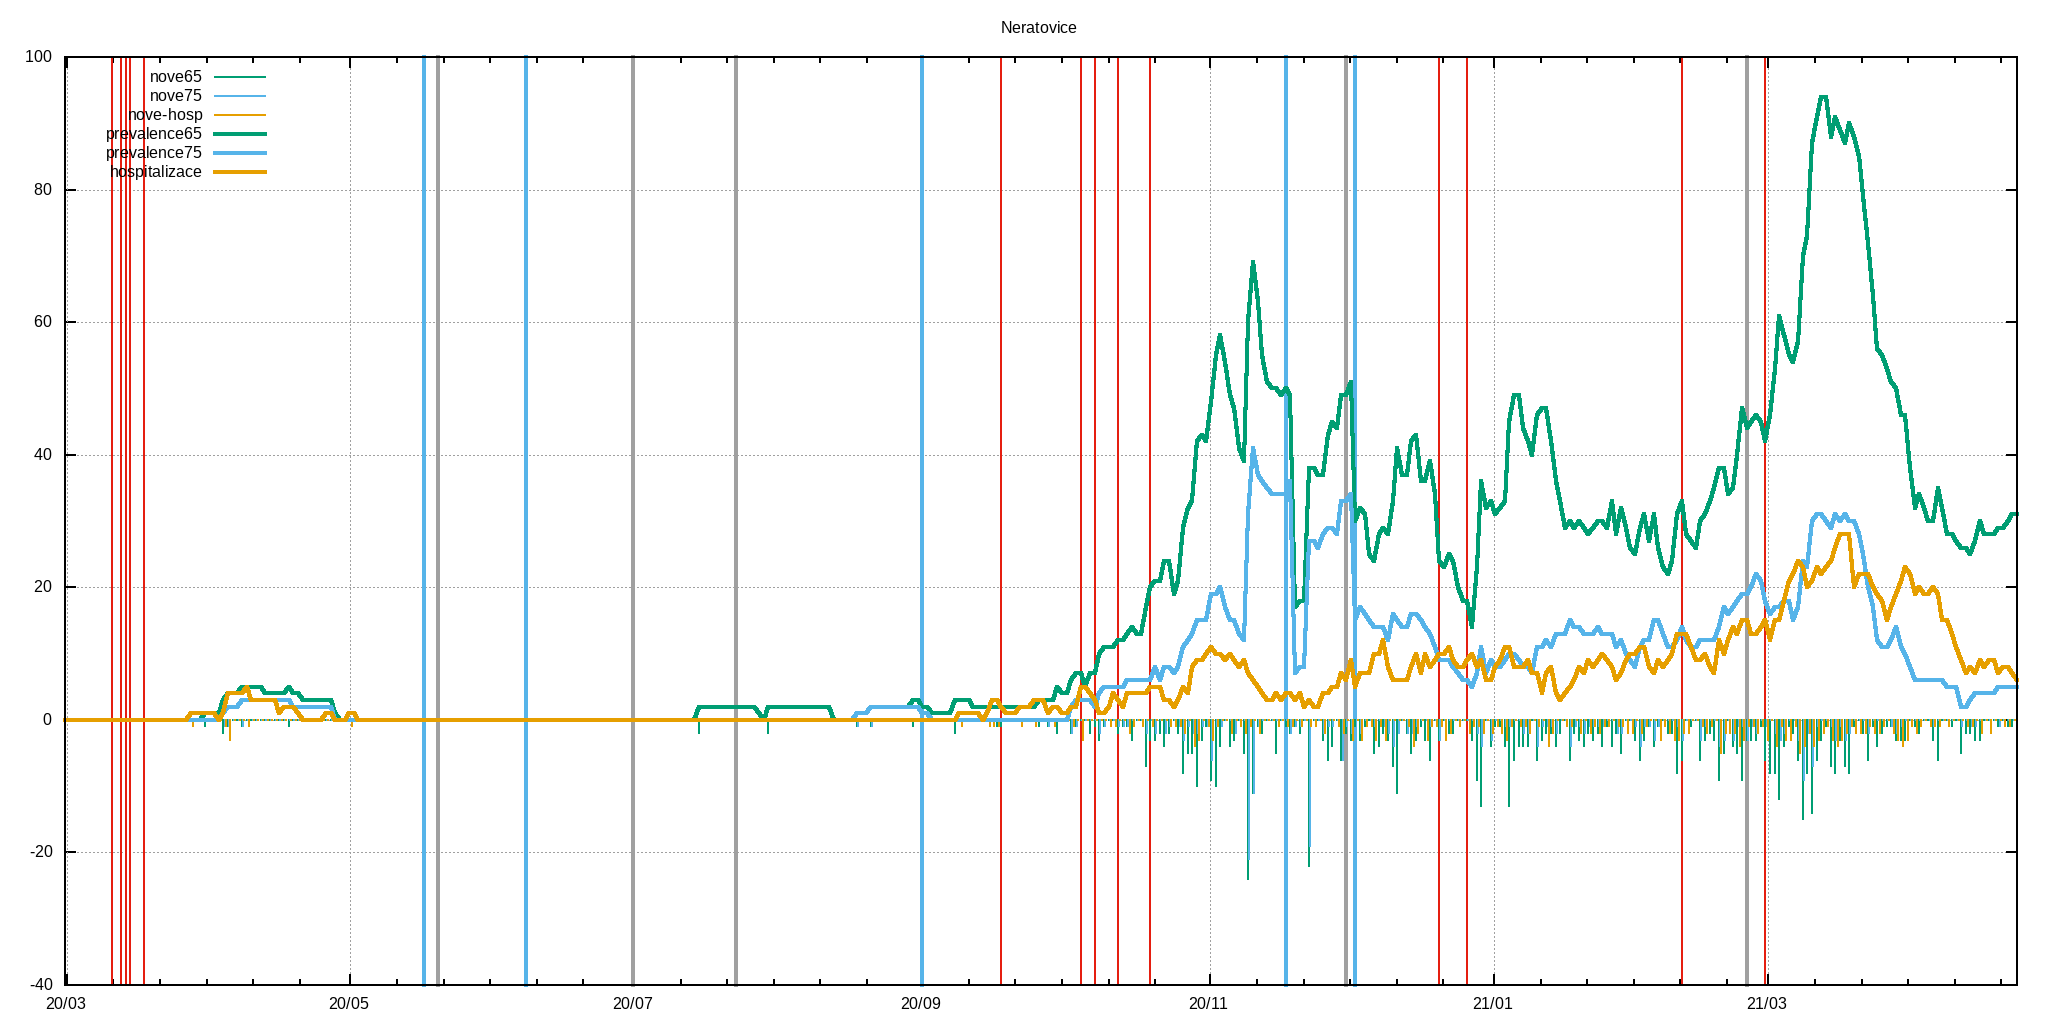 Neratovice
100
80
60
40
20
0
-20
-40
nove65
nove75
nove-hosp
prevalence65
prevalence75
hospitalizace
20/03 20/05 20/07 20/09 20/11 21/01 21/03